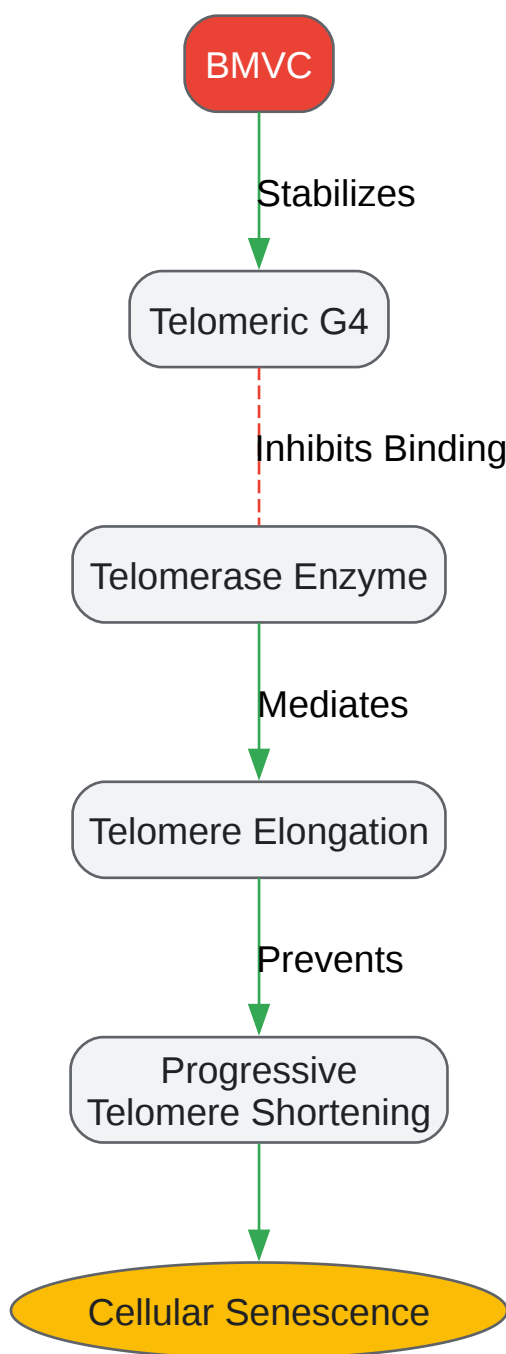 BMVC
Stabilizes
Telomeric G4
Inhibits Binding
Telomerase Enzyme
Mediates
Telomere Elongation
Prevents
Progressive
Telomere Shortening
Cellular Senescence